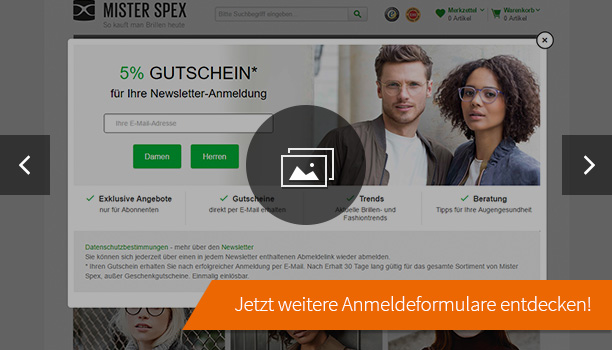 MISTER SPEX
So kauft man Brillen heute
Bitte Suchbegriff eingeben...
Merkzettel
0 Artikel
Warenkorb
0 Artikel
5% GUTSCHEIN*
für Ihre Newsletter-Anmeldung
Ihre E-Mail-Adresse
Damen
Herren
Exklusive Angebote
nur für Abonnenten
Gutscheine
direkt per E-Mail erhalten
Trends
Aktuelle Brillen- und
Fashiontrends
Beratung
Tipps für Ihre Augengesundheit
Datenschutzbestimmungen - mehr über den Newsletter
Sie können sich jederzeit über einen in jedem Newsletter enthaltenen Abmeldelink wieder abmelden.
* Ihren Gutschein erhalten Sie nach erfolgreicher Anmeldung per E-Mail. Nach Erhalt 30 Tage lang gültig für das gesamte Sortiment von Mister
Spex, außer Geschenkgutscheine. Einmalig einlösbar.
Jetzt weitere Anmeldeformulare entdecken!